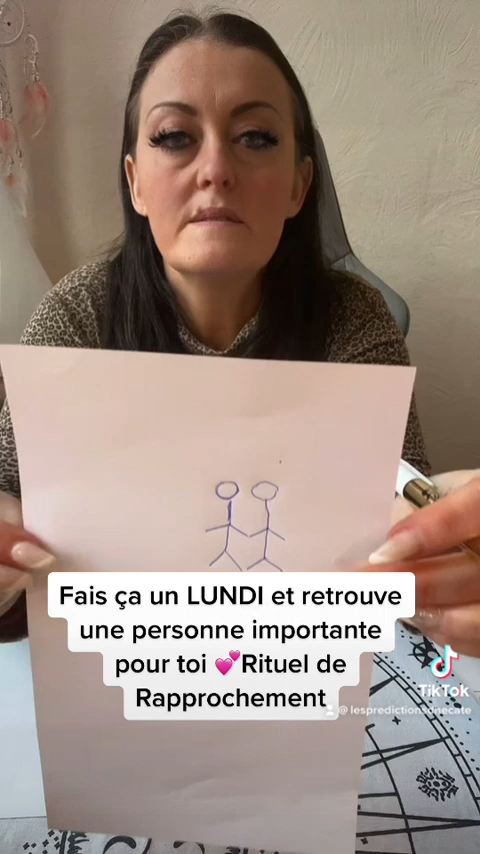 Fais ça un LUNDI et retrouve
une personne importante
pour toi 💕Rituel de
Rapprochement
TikTok
@lespredictionsdhecate